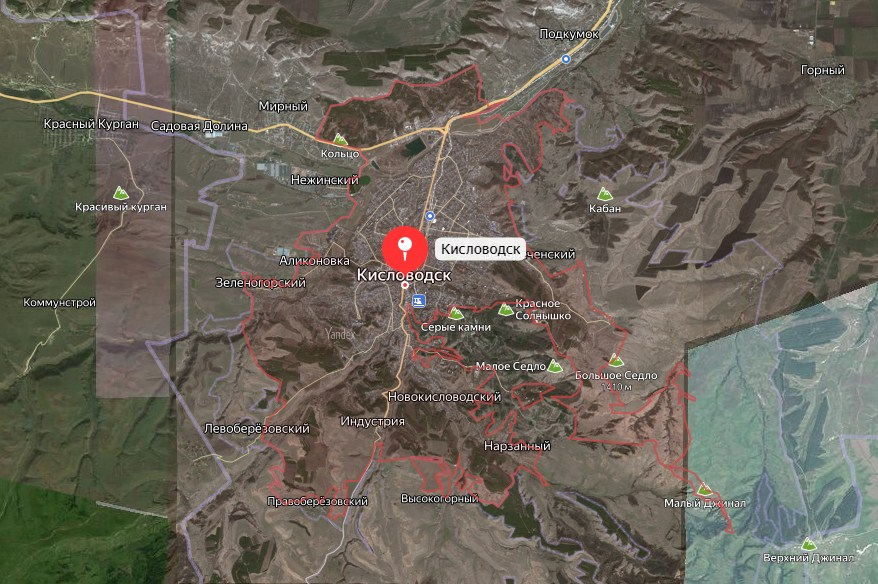 Подкумок
Горный
Мирный
Красный Курган
Садовая Долина
Кольцо
Нежинский
Красивый курган
Кабан
Кисловодск
Аликоновка
ченский
Кисловодск
Зеленогорский
Коммунстрой
Красное
Солнышко
Серые камни
Yandex
Малое Седло
Большое Седло
1410 м
Новокисловодский
Индустрия
Левоберёзовский
Нарзанный
Правоберёзовский
Высокогорный
Малый Джинал
Верхний Джинал